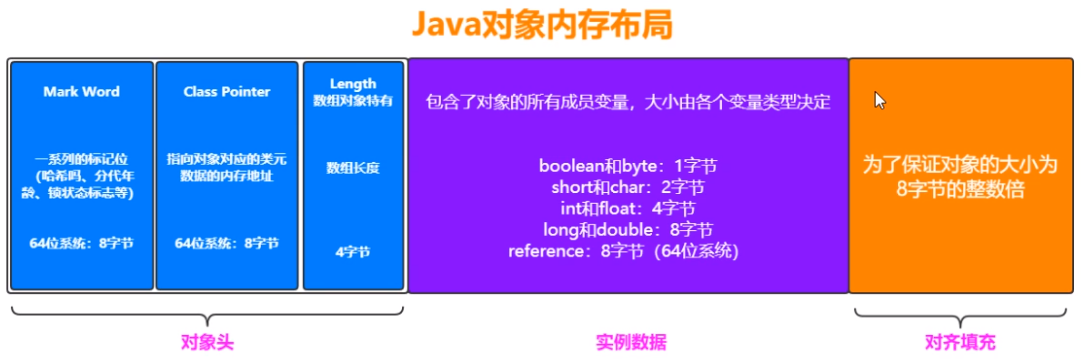 Java对象内存布局
Mark Word
一系列的标记位
（哈希吗、分代年
龄、锁状态标志等）
64位系统：8字节
Class Pointer
指向对象对应的类元
数据的内存地址
64位系统：8字节
Length
数组对象特有
数组长度
4字节
包含了对象的所有成员变量，大小由各个变量类型决定
boolean和byte：1字节
short和char：2字节
int和float：4字节
long和double：8字节
reference：8字节（64位系统）
为了保证对象的大小为
8字节的整数倍
对象头
实例数据
对齐填充